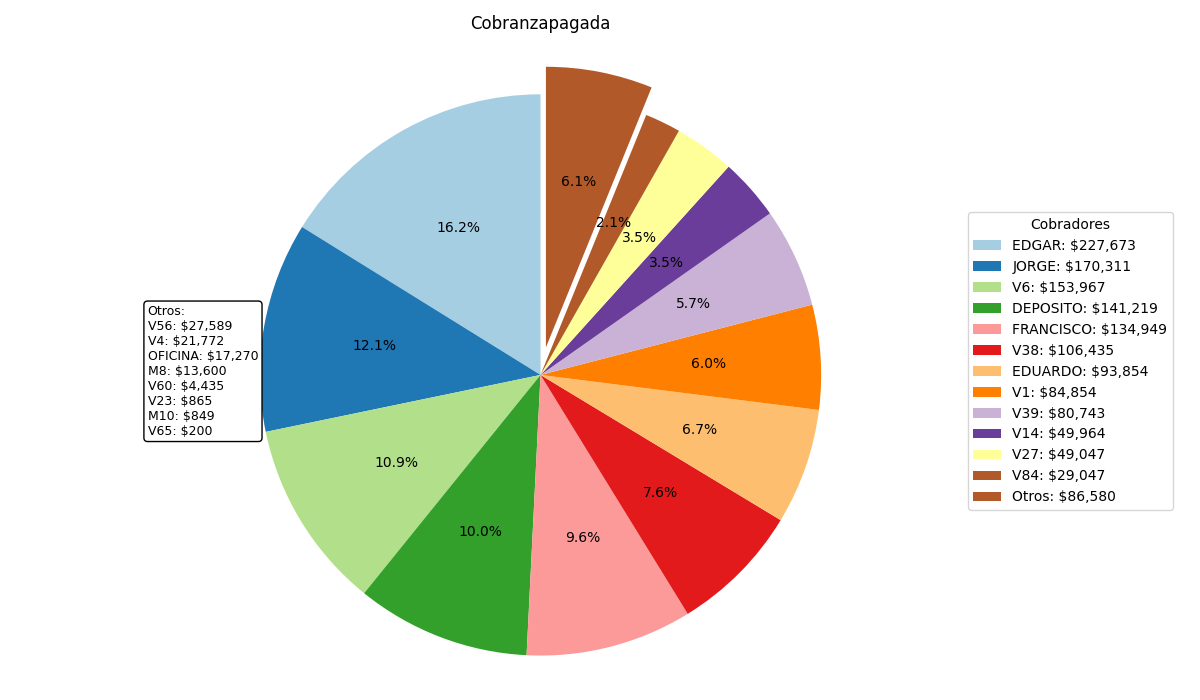 Cobranzapagada
6.1%
2.1%
3.5%
3.5%
16.2%
5.7%
12.1%
6.0%
6.7%
10.9%
7.6%
10.0%
9.6%
Otros:
V56: $27,589
V4: $21,772
OFICINA: $17,270
M8: $13,600
V60: $4,435
V23: $865
M10: $849
V65: $200
Cobradores
EDGAR: $227,673
JORGE: $170,311
V6: $153,967
DEPOSITO: $141,219
FRANCISCO: $134,949
V38: $106,435
EDUARDO: $93,854
V1: $84,854
V39: $80,743
V14: $49,964
V27: $49,047
V84: $29,047
Otros: $86,580